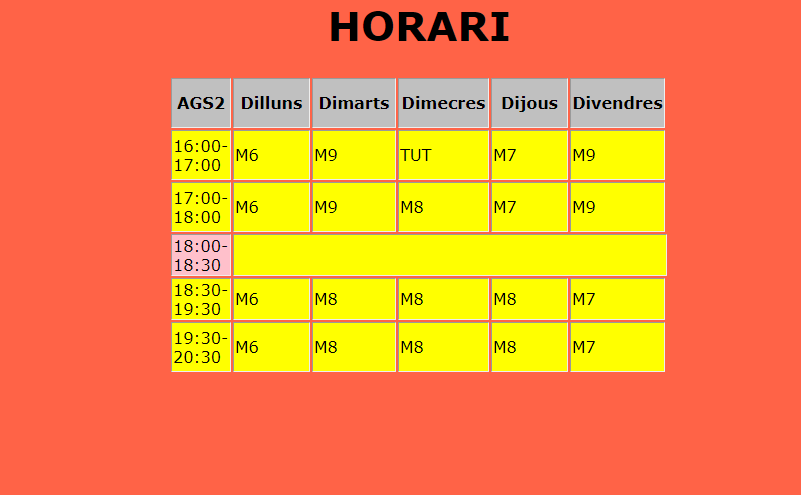 HORARI
AGS2 Dilluns Dimarts Dimecres Dijous Divendres
16:00-
17:00 M6 M9 TUT M7 M9
17:00-
18:00 M6 M9 M8 M7 M9
18:00-
18:30
18:30-
19:30 M6 M8 M8 M8 M7
19:30-
20:30 M6 M8 M8 M8 M7